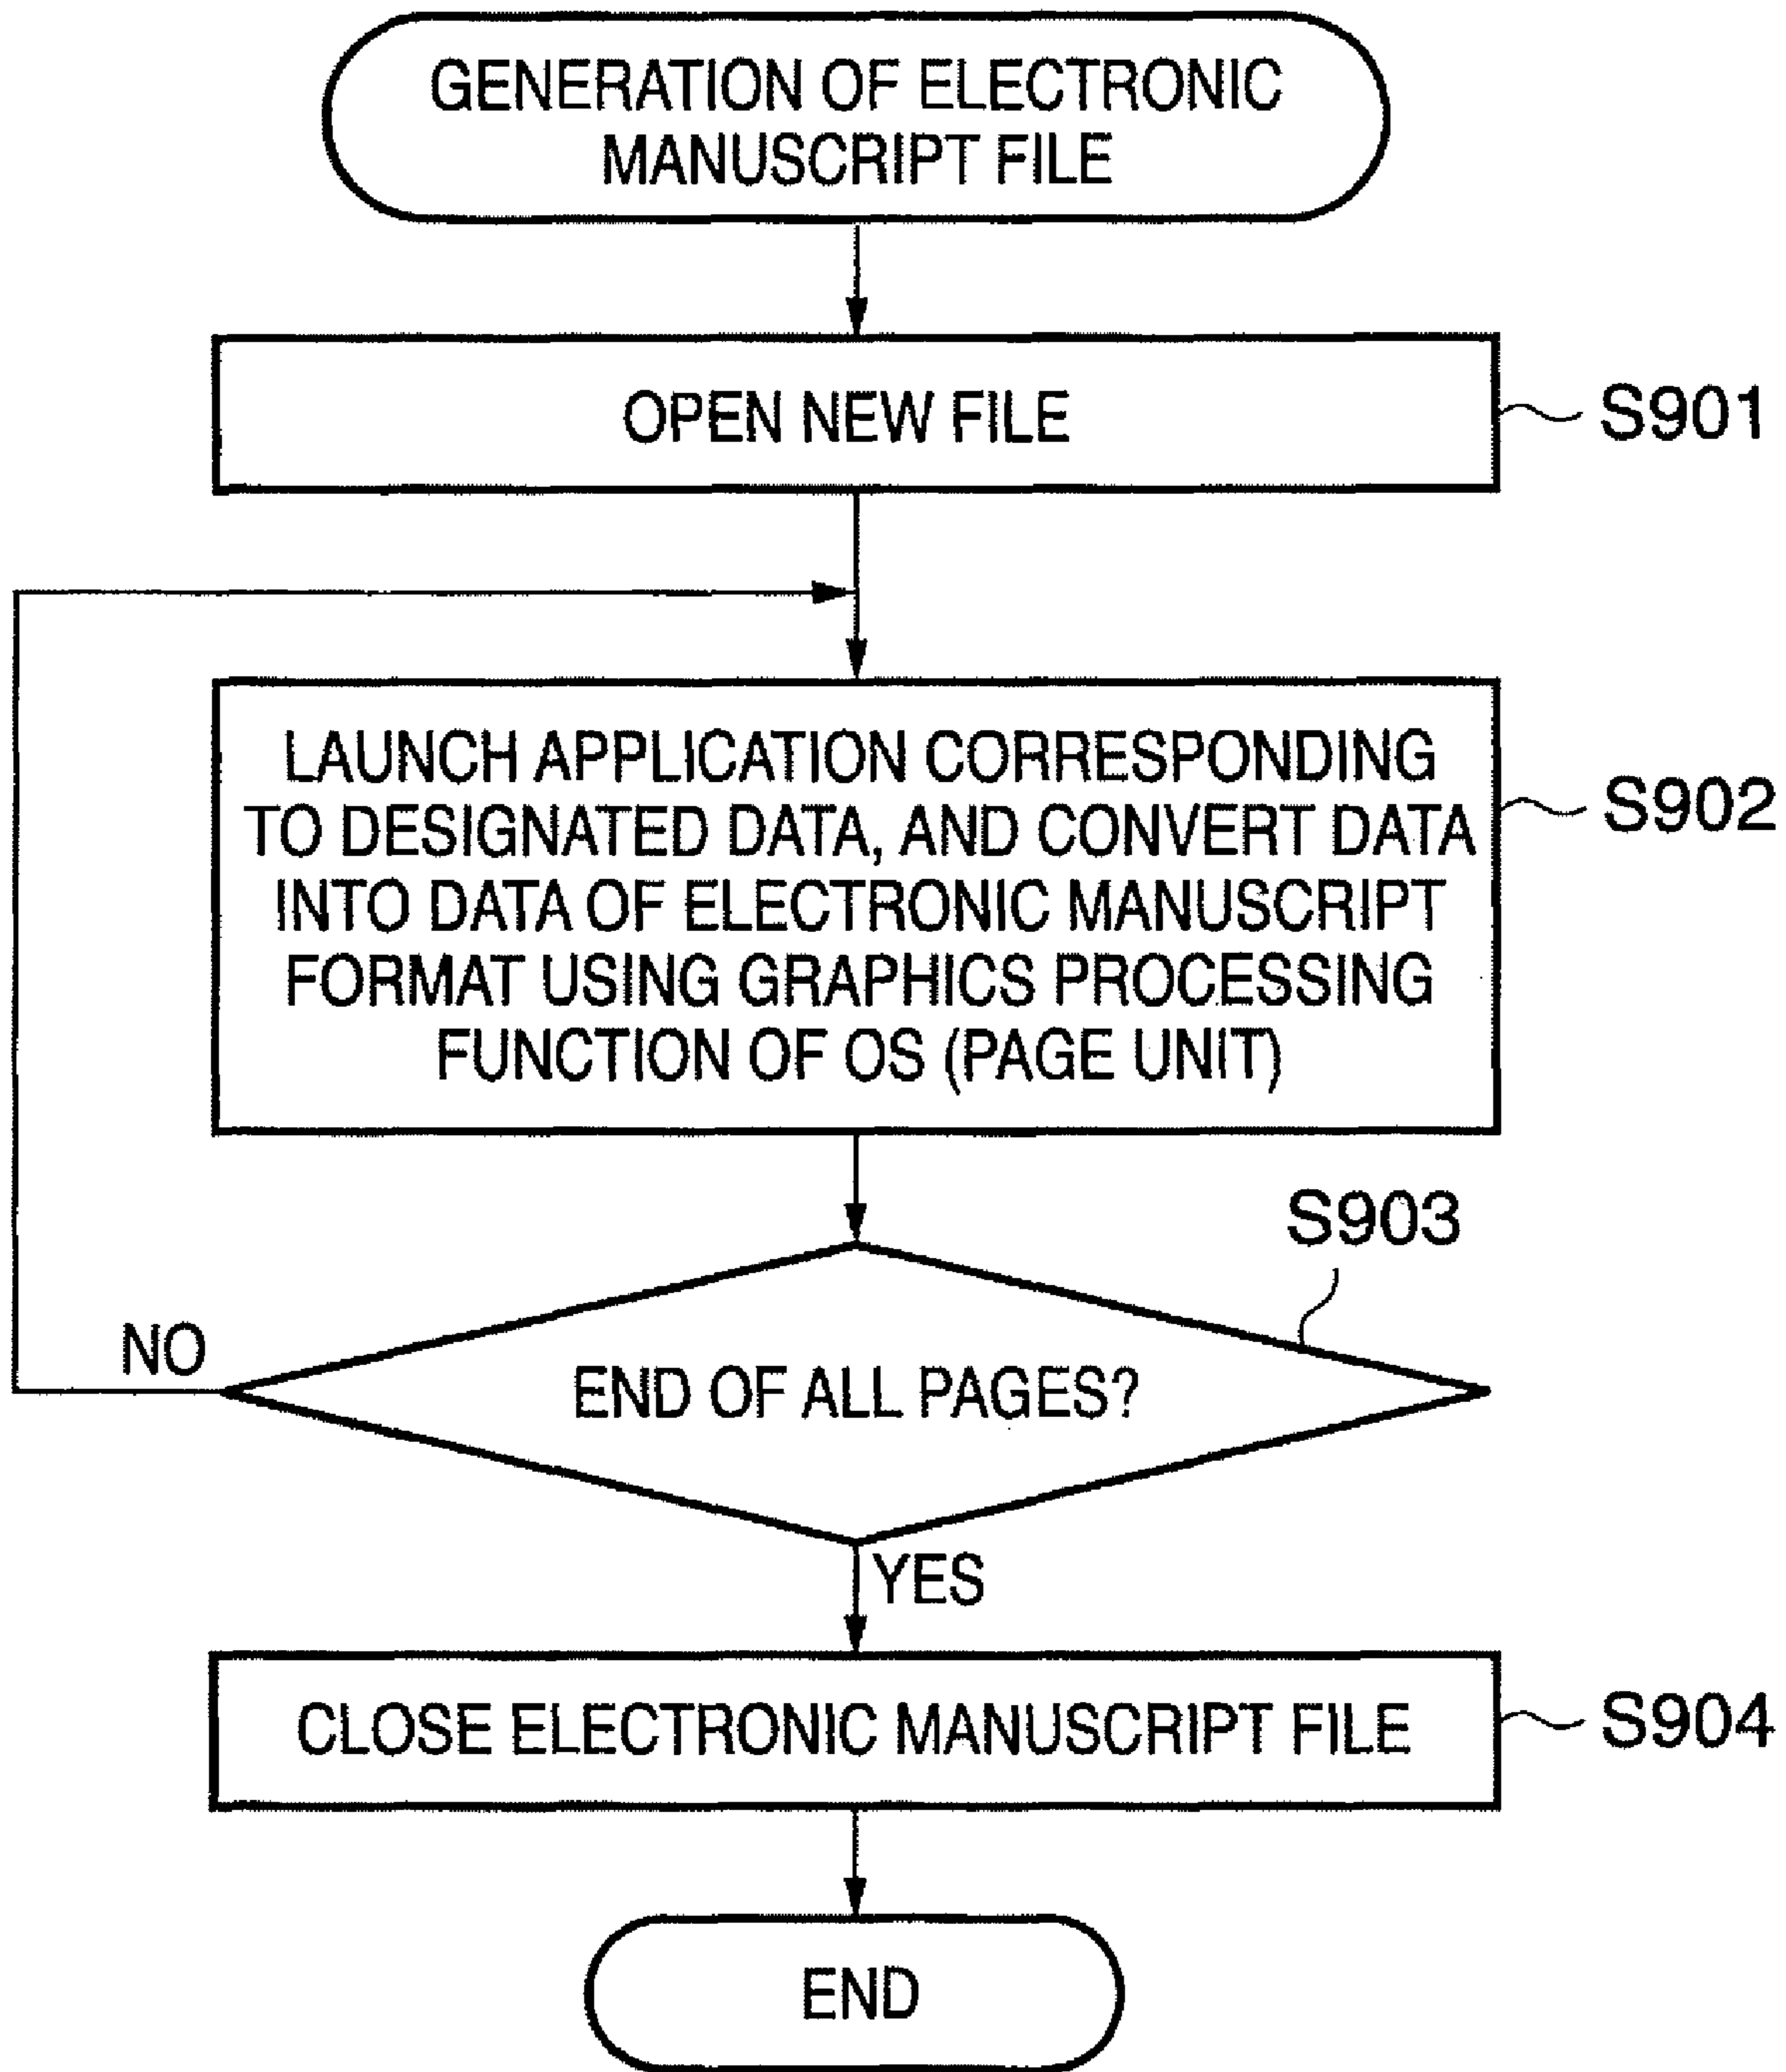 GENERATION OF ELECTRONIC
MANUSCRIPT FILE
OPEN NEW FILE
S901
LAUNCH APPLICATION CORRESPONDING
TO DESIGNATED DATA, AND CONVERT DATA
INTO DATA OF ELECTRONIC MANUSCRIPT
FORMAT USING GRAPHICS PROCESSING
FUNCTION OF OS (PAGE UNIT)
S902
S903
NO
END OF ALL PAGES?
YES
CLOSE ELECTRONIC MANUSCRIPT FILE
S904
END